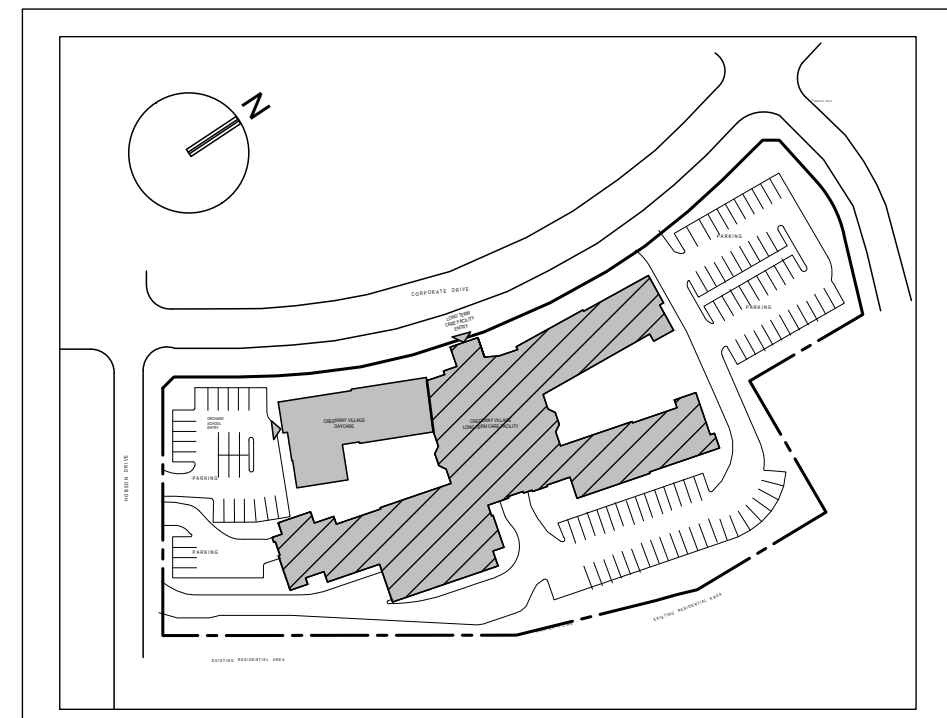 N
CORPORATE DRIVE
LONG TERM
CARE FACILITY
ENTRY
PARKING
PARKING
ORCHARD
SCHOOL
ENTRY
CREEKWAY VILLAGE
DAYCARE
CREEKWAY VILLAGE
LONG TERM CARE FACILITY
HOBSON DRIVE
PARKING
PARKING
EXISTING RESIDENTIAL AREA
EXISTING RESIDENTIAL AREA